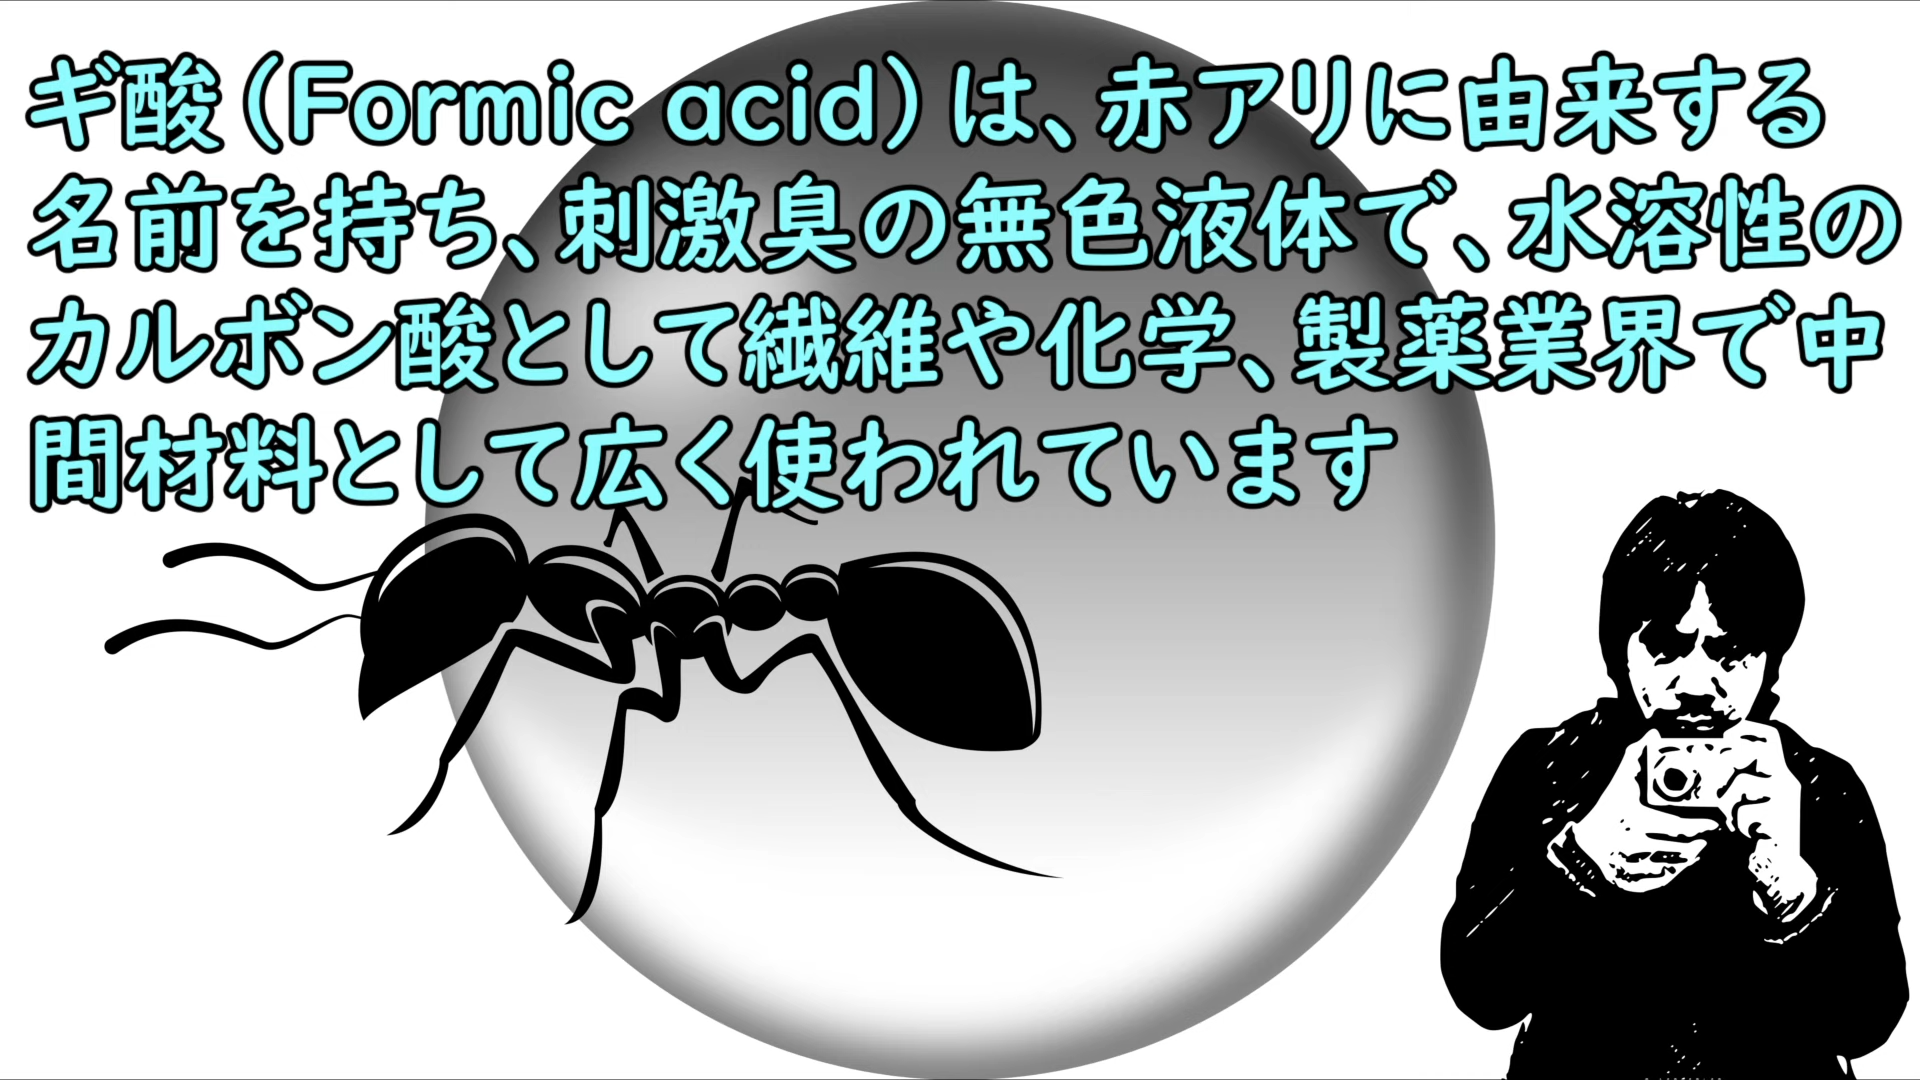 ギ酸（Formic acid）は、赤アリに由来する
名前を持ち、刺激臭の無色液体で、水溶性の
カルボン酸として繊維や化学、製薬業界で中
間材料として広く使われています